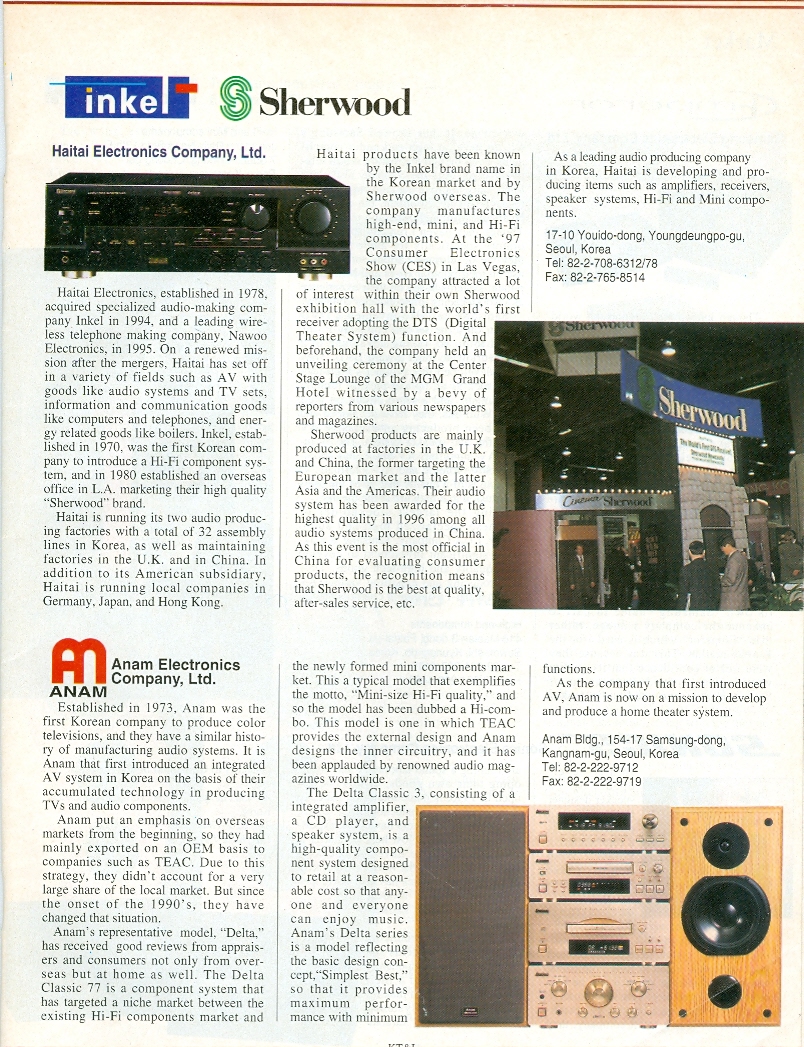 inkel
Sherwood
Haitai Electronics Company, Ltd.
Haitai Electronics, established in 1978,
acquired specialized audio-making com-
pany Inkel in 1994, and a leading wire-
less telephone making company, Nawoo
Electronics, in 1995. On a renewed mis-
sion after the mergers, Haitai has set off
in a variety of fields such as AV with
goods like audio systems and TV sets,
information and communication goods
like computers and telephones, and ener-
gy related goods like boilers. Inkel, estab-
lished in 1970, was the first Korean com-
pany to introduce a Hi-Fi component sys-
tem, and in 1980 established an overseas
office in L.A. marketing their high quality
“Sherwood” brand.
Haitai is running its two audio produc-
ing factories with a total of 32 assembly
lines in Korea, as well as maintaining
factories in the U.K. and in China. In
addition to its American subsidiary,
Haitai is running local companies in
Germany, Japan, and Hong Kong.
Haitai products have been known
by the Inkel brand name in
the Korean market and by
Sherwood overseas. The
company manufactures
high-end, mini, and Hi-Fi
components. At the ‘97
Consumer Electronics
Show (CES) in Las Vegas,
the company attracted a lot
of interest within their own Sherwood
exhibition hall with the world’s first
receiver adopting the DTS (Digital
Theater System) function. And
beforehand, the company held an
unveiling ceremony at the Center
Stage Lounge of the MGM Grand
Hotel witnessed by a bevy of
reporters from various newspapers
and magazines.
Sherwood products are mainly
produced at factories in the U.K.
and China, the former targeting the
European market and the latter
Asia and the Americas. Their audio
system has been awarded for the
highest quality in 1996 among all
audio systems produced in China.
As this event is the most official in
China for evaluating consumer
products, the recognition means
that Sherwood is the best at quality,
after-sales service, etc.
As a leading audio producing company
in Korea, Haitai is developing and pro-
ducing items such as amplifiers, receivers,
speaker systems, Hi-Fi and Mini compo-
nents.
17-10 Youido-dong, Youngdeungpo-gu,
Seoul, Korea
Tel: 82-2-708-6312/78
Fax: 82-2-765-8514
Sherwood
Sherwood
The World's First DTS Receiver
Cinema Sherwood
ANAM
Anam Electronics
Company, Ltd.
Established in 1973, Anam was the
first Korean company to produce color
televisions, and they have a similar histo-
ry of manufacturing audio systems. It is
Anam that first introduced an integrated
AV system in Korea on the basis of their
accumulated technology in producing
TVs and audio components.
Anam put an emphasis on overseas
markets from the beginning, so they had
mainly exported on an OEM basis to
companies such as TEAC. Due to this
strategy, they didn’t account for a very
large share of the local market. But since
the onset of the 1990’s, they have
changed that situation.
Anam’s representative model, “Delta,”
has received good reviews from apprais-
ers and consumers not only from over-
seas but at home as well. The Delta
Classic 77 is a component system that
has targeted a niche market between the
existing Hi-Fi components market and
the newly formed mini components mar-
ket. This a typical model that exemplifies
the motto, “Mini-size Hi-Fi quality,” and
so the model has been dubbed a Hi-com-
bo. This model is one in which TEAC
provides the external design and Anam
designs the inner circuitry, and it has
been applauded by renowned audio mag-
azines worldwide.
The Delta Classic 3, consisting of a
integrated amplifier,
a CD player, and
speaker system, is a
high-quality compo-
nent system designed
to retail at a reason-
able cost so that any-
one and everyone
can enjoy music.
Anam’s Delta series
is a model reflecting
the basic design con-
cept,“Simplest Best,”
so that it provides
maximum perfor-
mance with minimum
functions.
As the company that first introduced
AV, Anam is now on a mission to develop
and produce a home theater system.
Anam Bldg., 154-17 Samsung-dong,
Kangnam-gu, Seoul, Korea
Tel: 82-2-222-9712
Fax: 82-2-222-9719